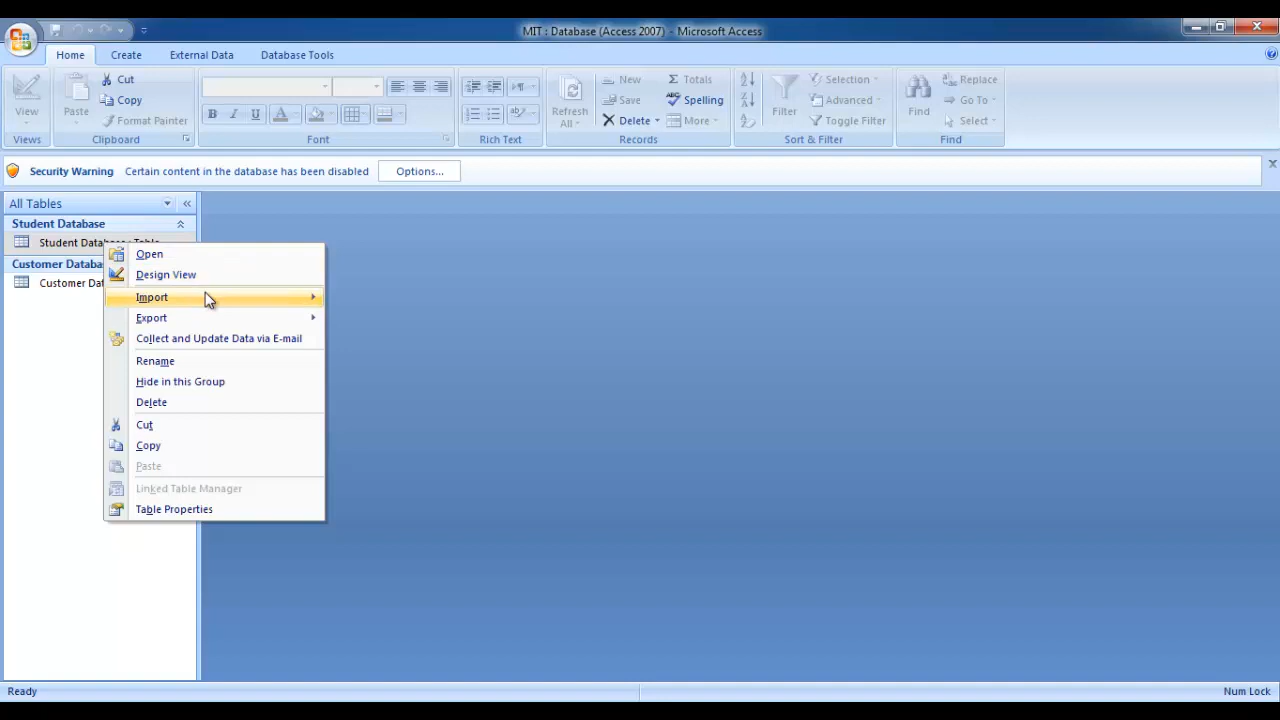 MIT : Database (Access 2007) - Microsoft Access
Home Create External Data Database Tools
View
Views
Paste
Cut
Copy
Format Painter
Clipboard
B I U A
Font
Rich Text
Refresh All
New
Save
Delete
Σ Totals
Spelling
More
Records
Filter
Selection
Advanced
Toggle Filter
Sort & Filter
Find
Replace
Go To
Select
Find
Security Warning Certain content in the database has been disabled Options...
All Tables
Student Database
Student Database : Table
Customer Databa
Customer Dat
Open
Design View
Import
Export
Collect and Update Data via E-mail
Rename
Hide in this Group
Delete
Cut
Copy
Paste
Linked Table Manager
Table Properties
Ready Num Lock